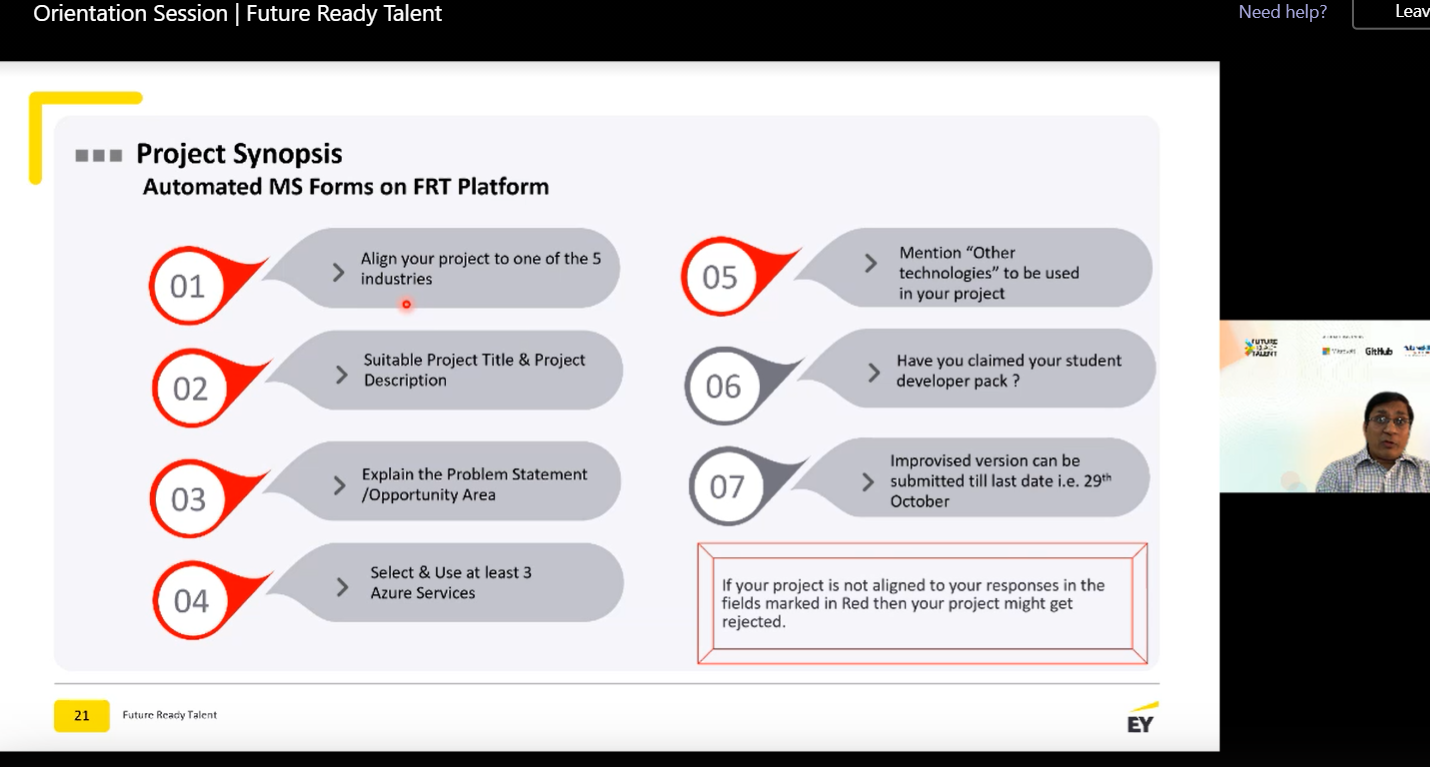 Orientation Session | Future Ready Talent
Need help?
Leav
Project Synopsis
Automated MS Forms on FRT Platform
01
Align your project to one of the 5
industries
02
Suitable Project Title & Project
Description
03
Explain the Problem Statement
/Opportunity Area
04
Select & Use at least 3
Azure Services
05
Mention “Other
technologies” to be used
in your project
06
Have you claimed your student
developer pack ?
07
Improvised version can be
submitted till last date i.e. 29th
October
If your project is not aligned to your responses in the
fields marked in Red then your project might get
rejected.
21
Future Ready Talent
EY
FUTURE
READY
TALENT
Microsoft
GitHub